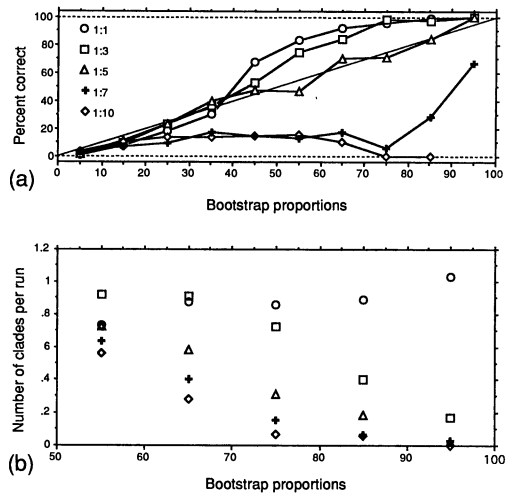 100
80
60
40
20
0
Percent correct
1:1
1:3
1:5
1:7
1:10
0 10 20 30 40 50 60 70 80 90 100
(a)
Bootstrap proportions
1.2
1
.8
6
.4
.2
0
Number of clades per run
50 60 70 80 90 100
(b)
Bootstrap proportions